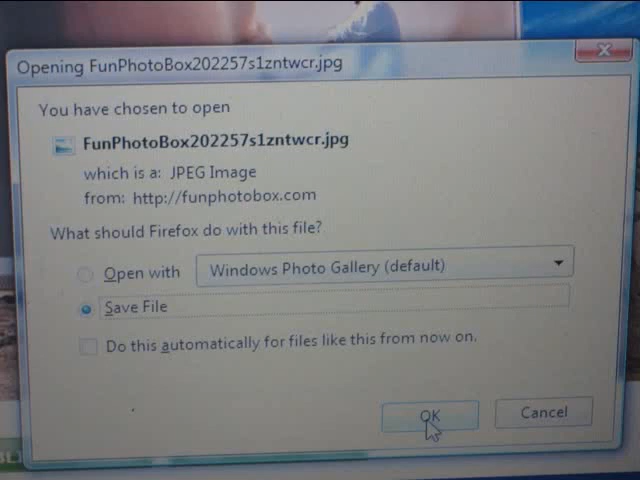 Opening FunPhotoBox202257s1zntwcr.jpg
You have chosen to open
FunPhotoBox202257s1zntwcr.jpg
which is a: JPEG Image
from: http://funphotobox.com
What should Firefox do with this file?
Open with Windows Photo Gallery (default)
Save File
Do this automatically for files like this from now on.
OK Cancel